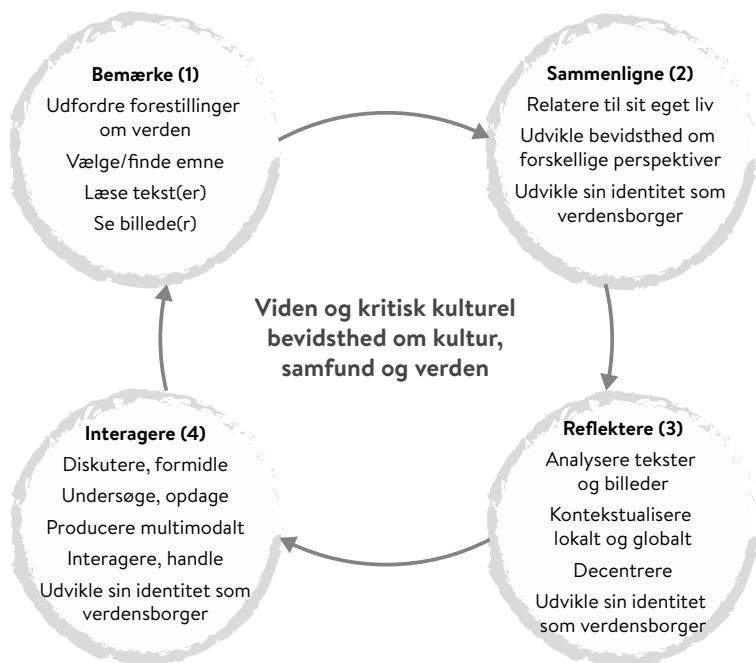 Bemærke (1)
Udfordre forestillinger
om verden
Vælge/finde emne
Læse tekst(er)
Se billede(r)
Sammenligne (2)
Relatere til sit eget liv
Udvikle bevidsthed om
forskellige perspektiver
Udvikle sin identitet som
verdensborger
Viden og kritisk kulturel
bevidsthed om kultur,
samfund og verden
Reflektere (3)
Analysere tekster
og billeder
Kontekstualisere
lokalt og globalt
Decentrere
Udvikle sin identitet
som verdensborger
Interagere (4)
Diskutere, formidle
Undersøge, opdage
Producere multimodalt
Interagere, handle
Udvikle sin identitet som
verdensborger